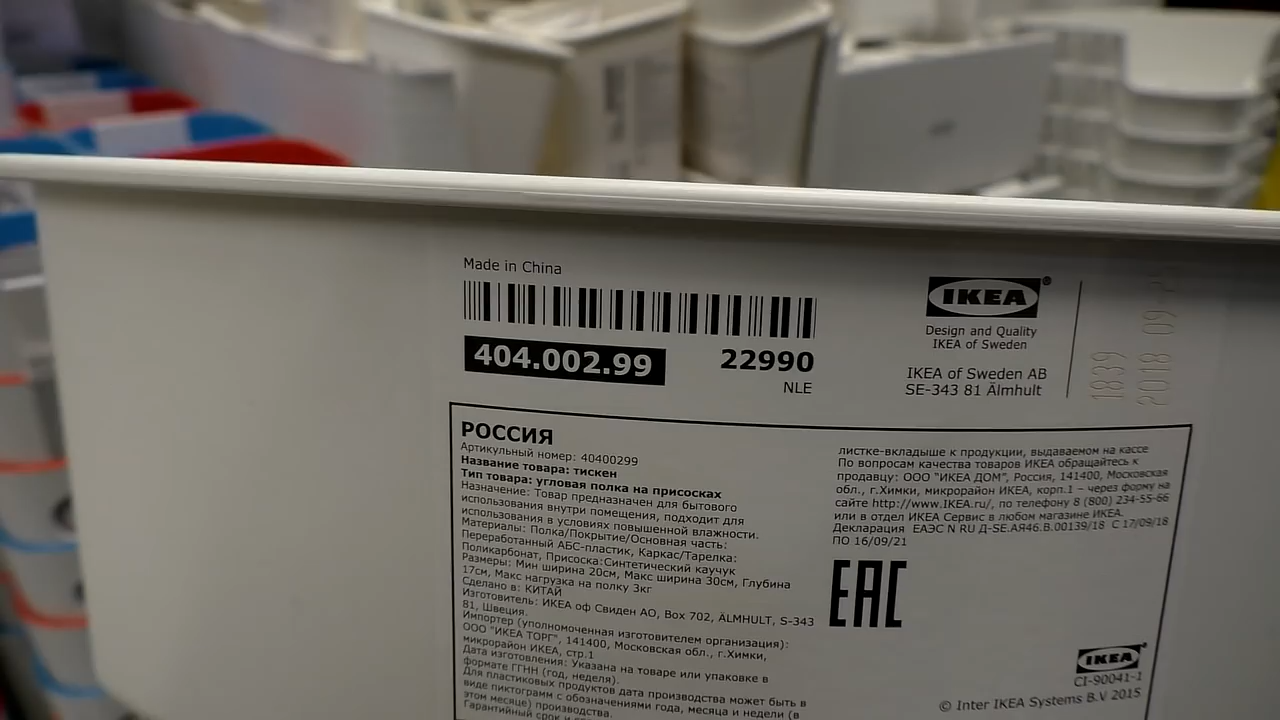 Made in China
404.002.99
22990
NLE
IKEA®
Design and Quality
IKEA of Sweden
IKEA of Sweden AB
SE-343 81 Älmhult
1839
2018 09-
РОССИЯ
Артикульный номер: 40400299
Название товара: тискен
Тип товара: угловая полка на присосках
Назначение: Товар предназначен для бытового
использования внутри помещения, подходит для
использования в условиях повышенной влажности.
Материалы: Полка/Покрытие/Основная часть:
Переработанный АБС-пластик, Каркас/Тарелка:
Поликарбонат, Присоска:Синтетический каучук
Размеры: Мин ширина 20см, Макс ширина 30см, Глубина
17см, Макс нагрузка на полку 3кг
Сделано в: КИТАЙ
Изготовитель: ИКЕА оф Свиден АО, Box 702, ÄLMHULT, S-343
81, Швеция.
Импортер (уполномоченная изготовителем организация):
ООО "ИКЕА ТОРГ", 141400, Московская обл., г.Химки,
микрорайон ИКЕА, стр.1
Дата изготовления: Указана на товаре или упаковке в
формате ГГНН (год, неделя).
Для пластиковых продуктов дата производства может быть в
виде пиктограмм с обозначениями года, месяца и недели (в
этом месяце) производства.
Гарантийный срок и
листке-вкладыше к продукции, выдаваемом на кассе
По вопросам качества товаров ИКЕА обращайтесь к
продавцу: ООО "ИКЕА ДОМ", Россия, 141400, Московская
обл., г.Химки, микрорайон ИКЕА, корп.1 – через форму на
сайте http://www.IKEA.ru/, по телефону 8 (800) 234-55-66
или в отдел ИКЕА Сервис в любом магазине ИКЕА.
Декларация ЕАЭС N RU Д-SE.АЯ46.В.00139/18 С 17/09/18
ПО 16/09/21
EAC
IKEA®
CI-90041-1
© Inter IKEA Systems B.V 2015